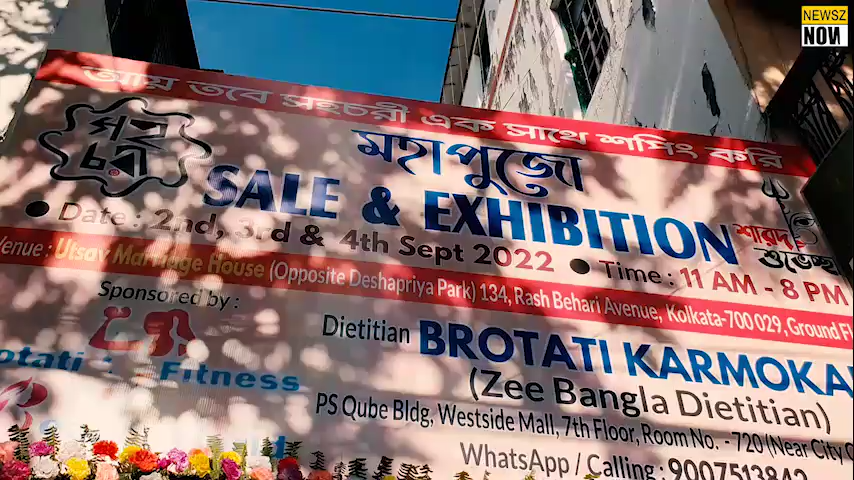 NEWSZ
NOW
আয় তবে সহচরী এক সাথে শপিং করি
সহচরী ®
মহাপুজো
SALE & EXHIBITION
শারদ শুভেচ্ছা
Date : 2nd, 3rd & 4th Sept 2022 Time : 11 AM - 8 PM
Venue : Utsav Marriage House (Opposite Deshapriya Park) 134, Rash Behari Avenue, Kolkata-700 029, Ground
Sponsored by :
Dietitian BROTATI KARMOKA
otati Fitness
(Zee Bangla Dietitian)
PS Qube Bldg, Westside Mall, 7th Floor, Room No. -720 (Near City
WhatsApp / Calling : 9007513842